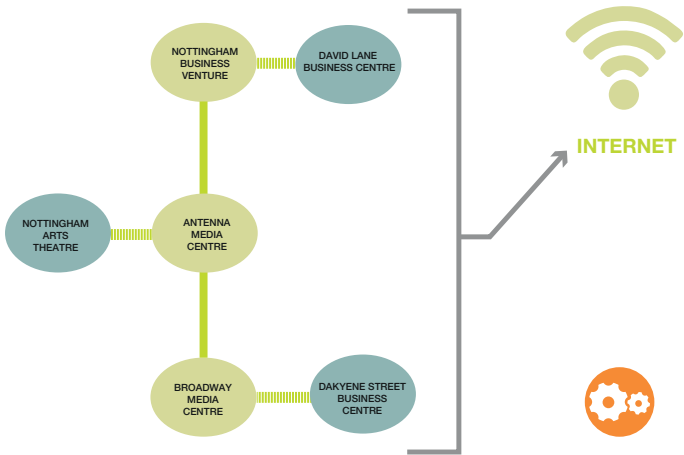 NOTTINGHAM
BUSINESS
VENTURE
DAVID LANE
BUSINESS CENTRE
INTERNET
NOTTINGHAM
ARTS
THEATRE
ANTENNA
MEDIA
CENTRE
BROADWAY
MEDIA
CENTRE
DAKYENE STREET
BUSINESS
CENTRE